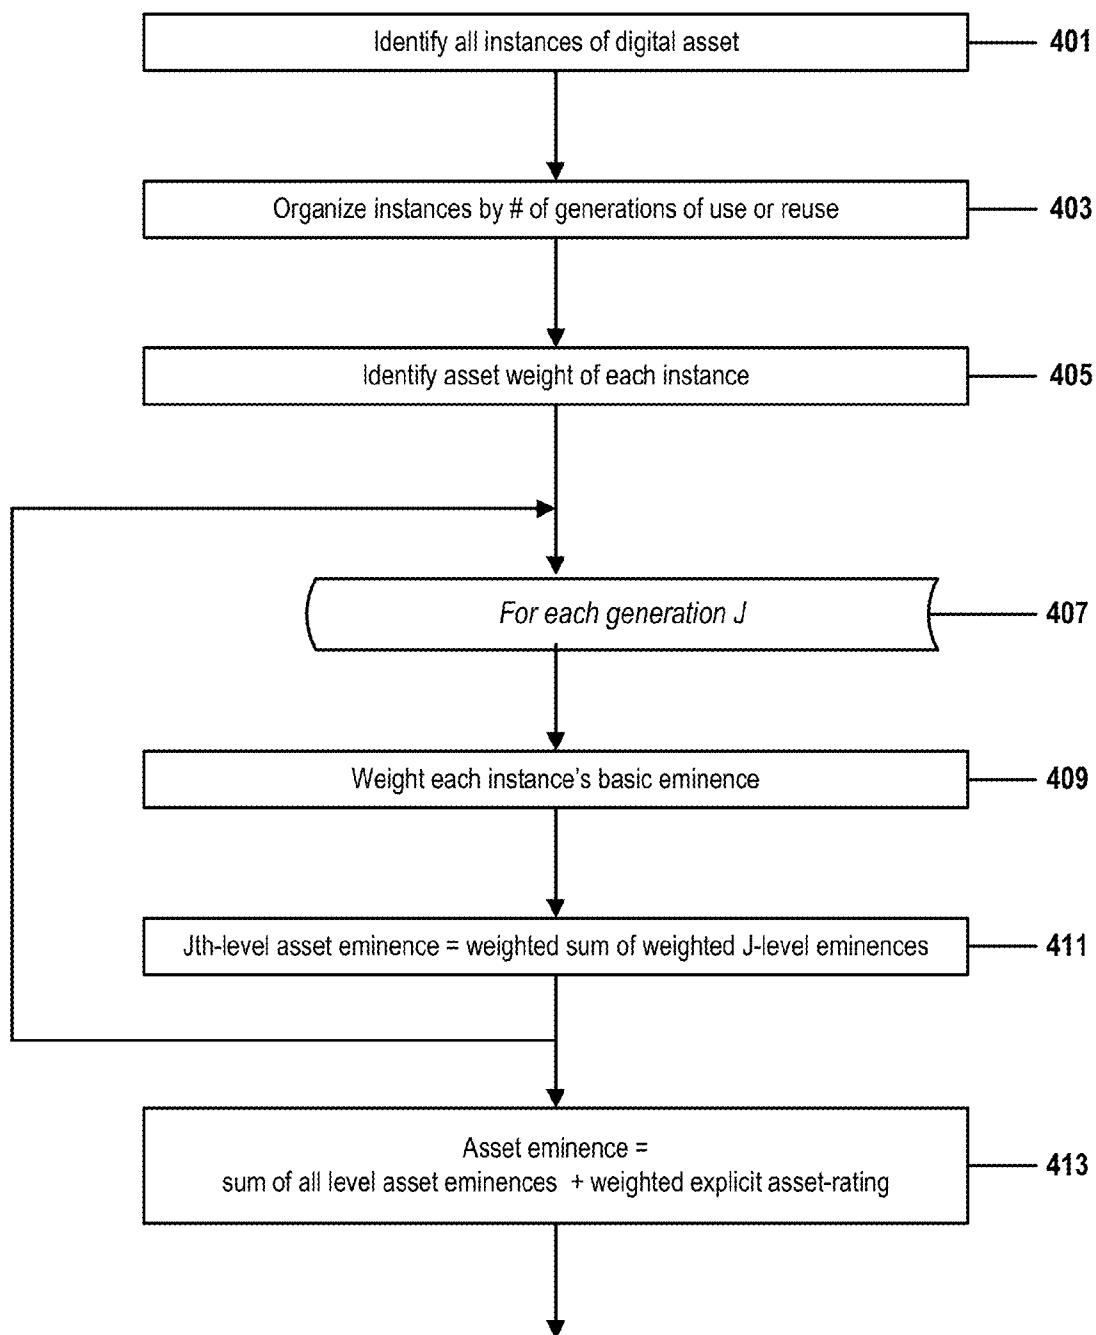 Identify all instances of digital asset
401
Organize instances by # of generations of use or reuse
403
Identify asset weight of each instance
405
For each generation J
407
Weight each instance's basic eminence
409
Jth-level asset eminence = weighted sum of weighted J-level eminences
411
Asset eminence =
sum of all level asset eminences + weighted explicit asset-rating
413